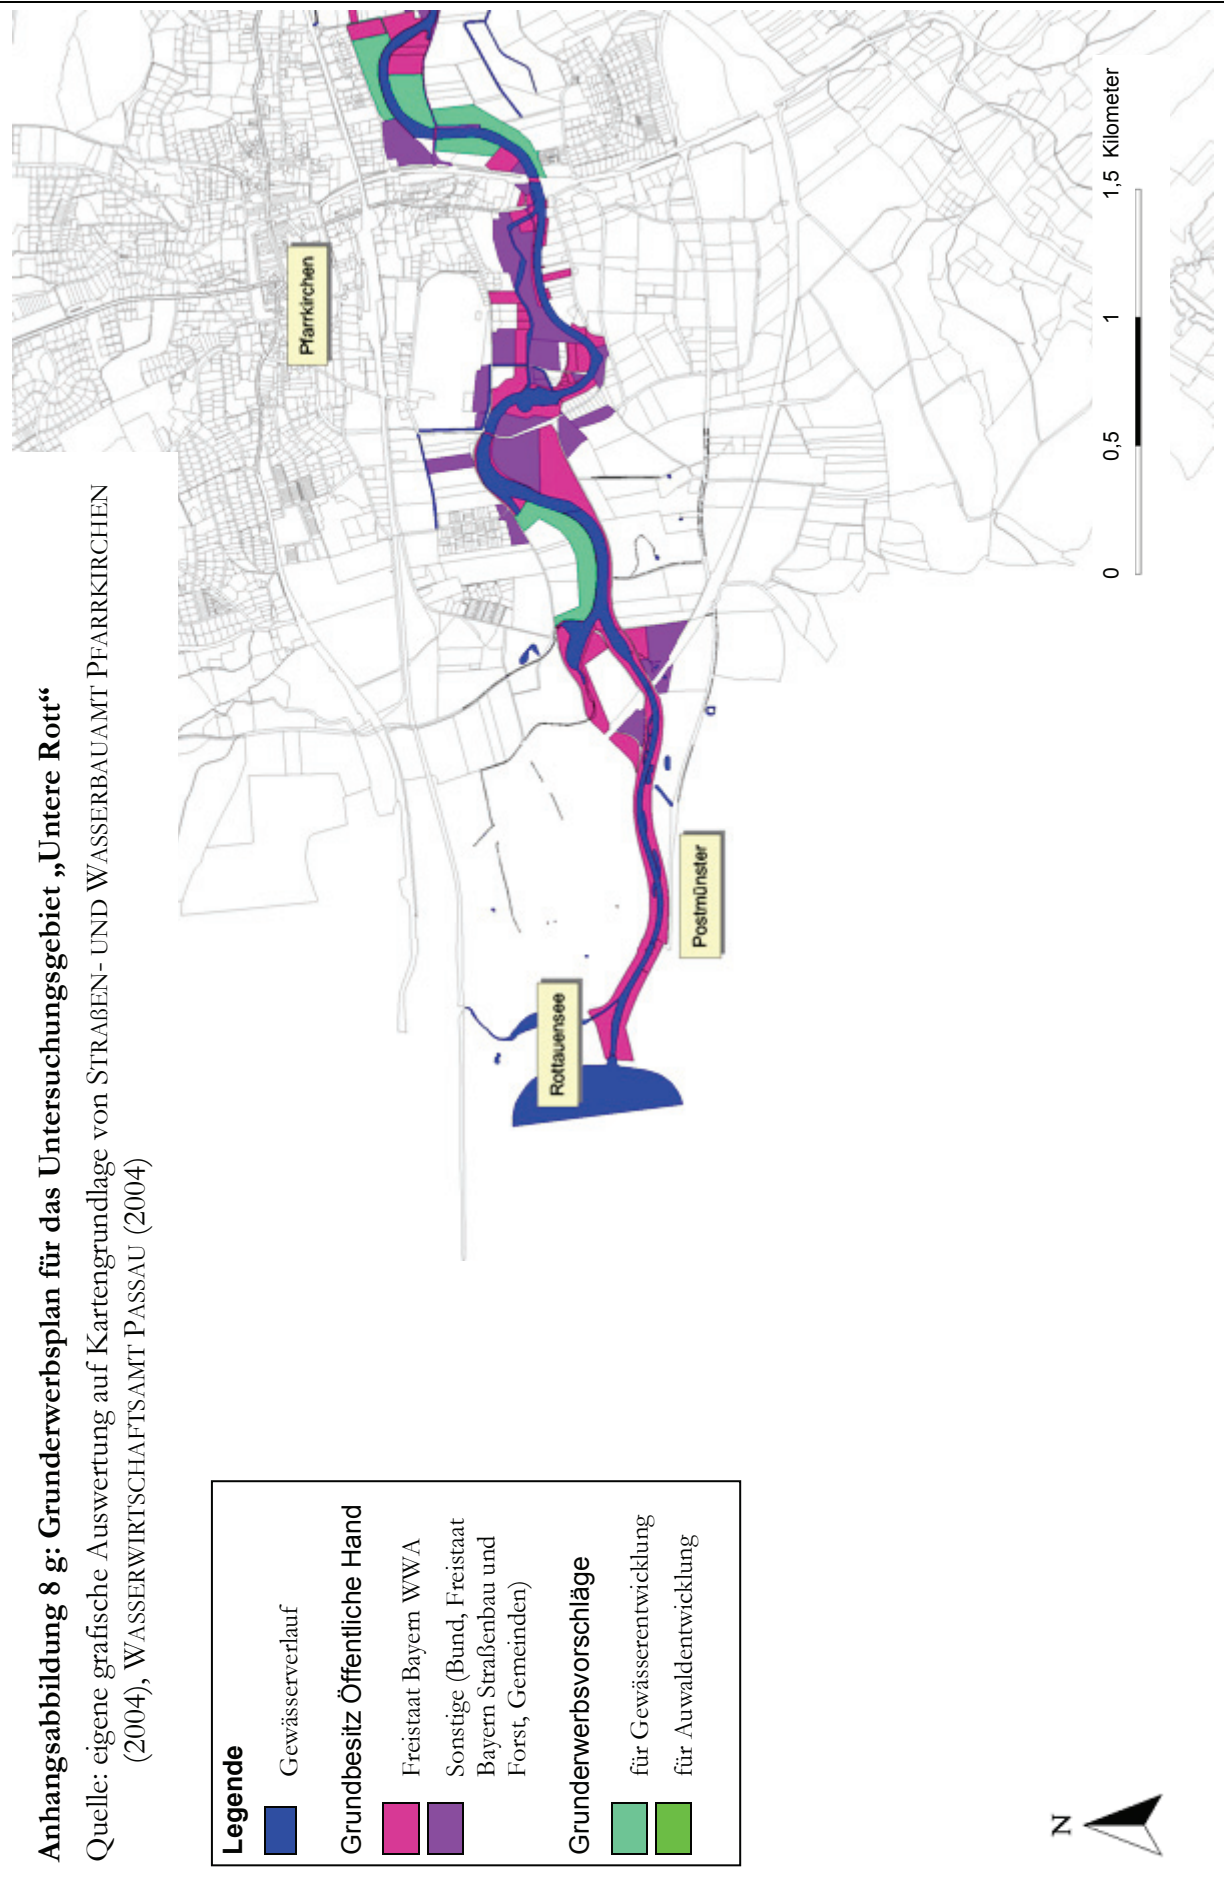 Anhangsabbildung 8 g: Grunderwerbsplan für das Untersuchungsgebiet „Untere Rott“
Quelle: eigene grafische Auswertung auf Kartengrundlage von STRAßEN- UND WASSERBAUAMT PFARRKIRCHEN
(2004), WASSERWIRTSCHAFTSAMT PASSAU (2004)
Legende
Gewässerverlauf
Grundbesitz Öffentliche Hand
Freistaat Bayern WWA
Sonstige (Bund, Freistaat
Bayern Straßenbau und
Forst, Gemeinden)
Grunderwerbsvorschläge
für Gewässerentwicklung
für Auwaldentwicklung
Pfarrkirchen
Rottauensee
Postmünster
0 0,5 1 1,5 Kilometer
N